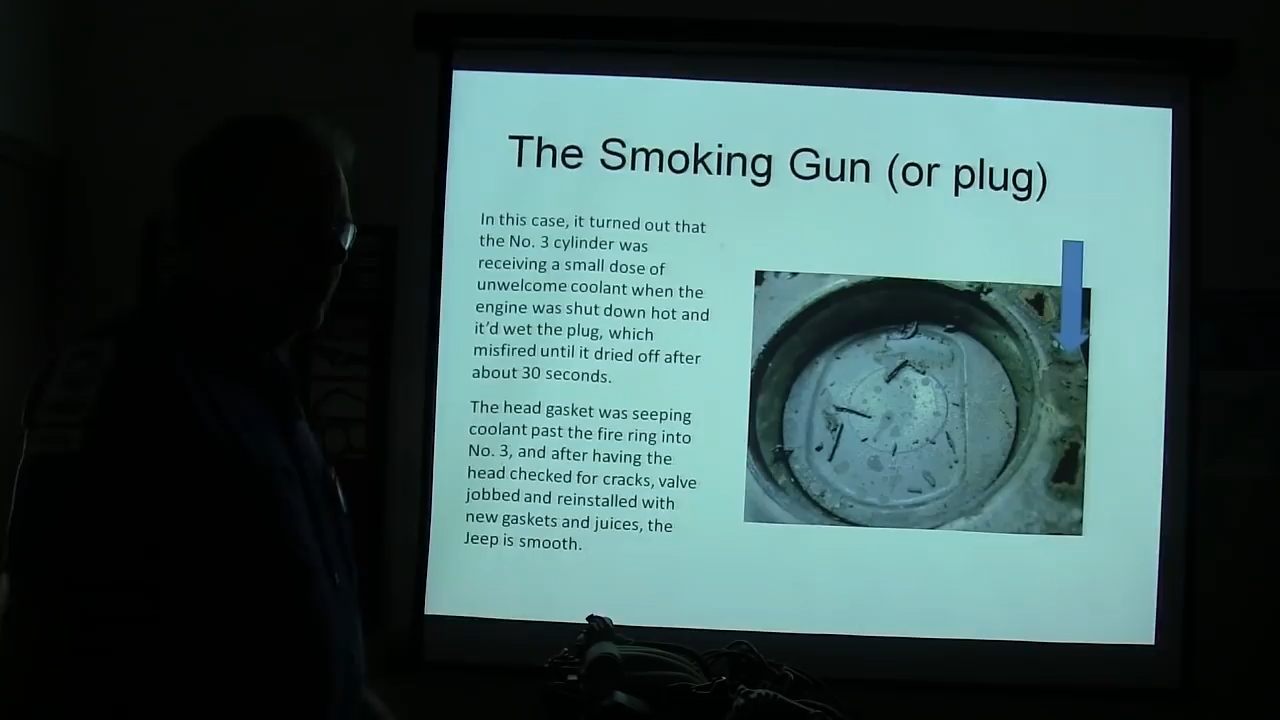 The Smoking Gun (or plug)
In this case, it turned out that
the No. 3 cylinder was
receiving a small dose of
unwelcome coolant when the
engine was shut down hot and
it'd wet the plug, which
misfired until it dried off after
about 30 seconds.
The head gasket was seeping
coolant past the fire ring into
No. 3, and after having the
head checked for cracks, valve
jobbed and reinstalled with
new gaskets and juices, the
Jeep is smooth.